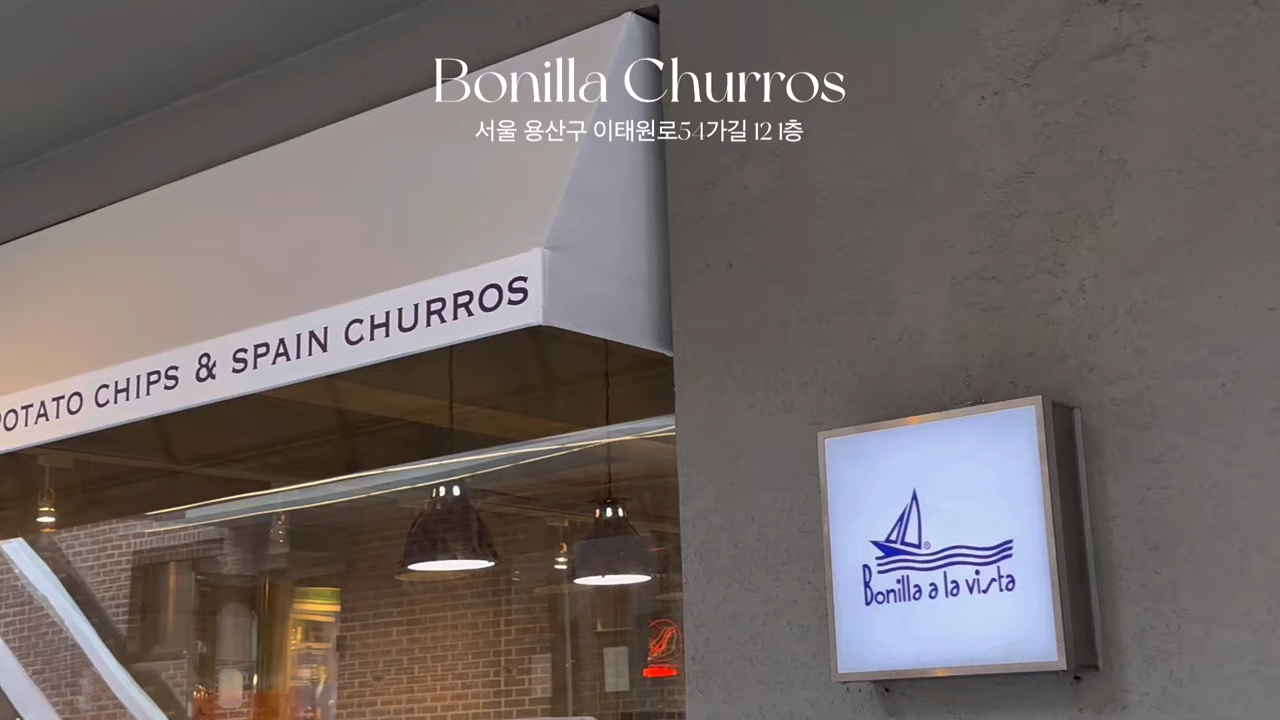 Bonilla Churros
서울 용산구 이태원로54가길 12 1층
POTATO CHIPS & SPAIN CHURROS
Bonilla a la vista